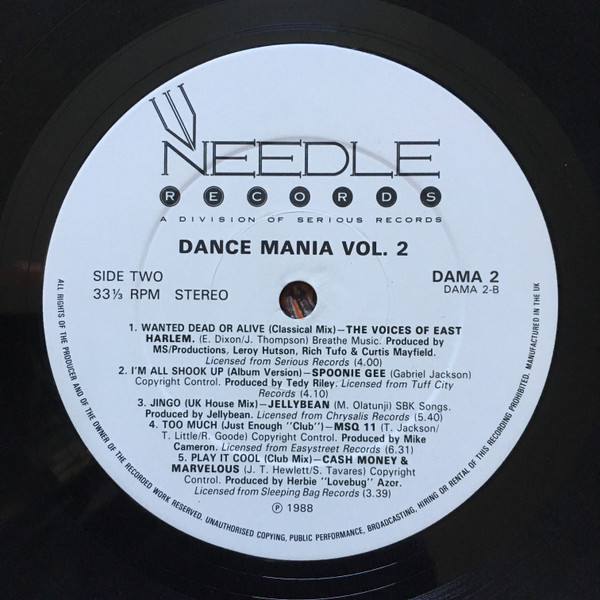 NEEDLE
RECORDS
A DIVISION OF SERIOUS RECORDS
DANCE MANIA VOL. 2
SIDE TWO
33⅓ RPM STEREO
DAMA 2
DAMA 2-B
1. WANTED DEAD OR ALIVE (Classical Mix)—THE VOICES OF EAST
HARLEM. (E. Dixon/J. Thompson) Breathe Music. Produced by
MS/Productions, Leroy Hutson, Rich Tufo & Curtis Mayfield.
Licensed from Serious Records (4.00)
2. I'M ALL SHOOK UP (Album Version)—SPOONIE GEE (Gabriel Jackson)
Copyright Control. Produced by Tedy Riley. Licensed from Tuff City
Records (4.10)
3. JINGO (UK House Mix)—JELLYBEAN (M. Olatunji) SBK Songs.
Produced by Jellybean. Licensed from Chrysalis Records (5.40)
4. TOO MUCH (Just Enough "Club")—MSQ 11 (T. Jackson/
T. Little/R. Goode) Copyright Control. Produced by Mike
Cameron. Licensed from Easystreet Records (6.31)
5. PLAY IT COOL (Club Mix)—CASH MONEY &
MARVELOUS (J. T. Hewlett/S. Tavares) Copyright
Control. Produced by Herbie "Lovebug" Azor.
Licensed from Sleeping Bag Records (3.39)
℗ 1988
ALL RIGHTS OF THE PRODUCER AND OF THE OWNER OF THE RECORDED WORK RESERVED. UNAUTHORISED COPYING, PUBLIC PERFORMANCE, BROADCASTING, HIRING OR RENTAL OF THIS RECORDING PROHIBITED. MANUFACTURED IN THE UK